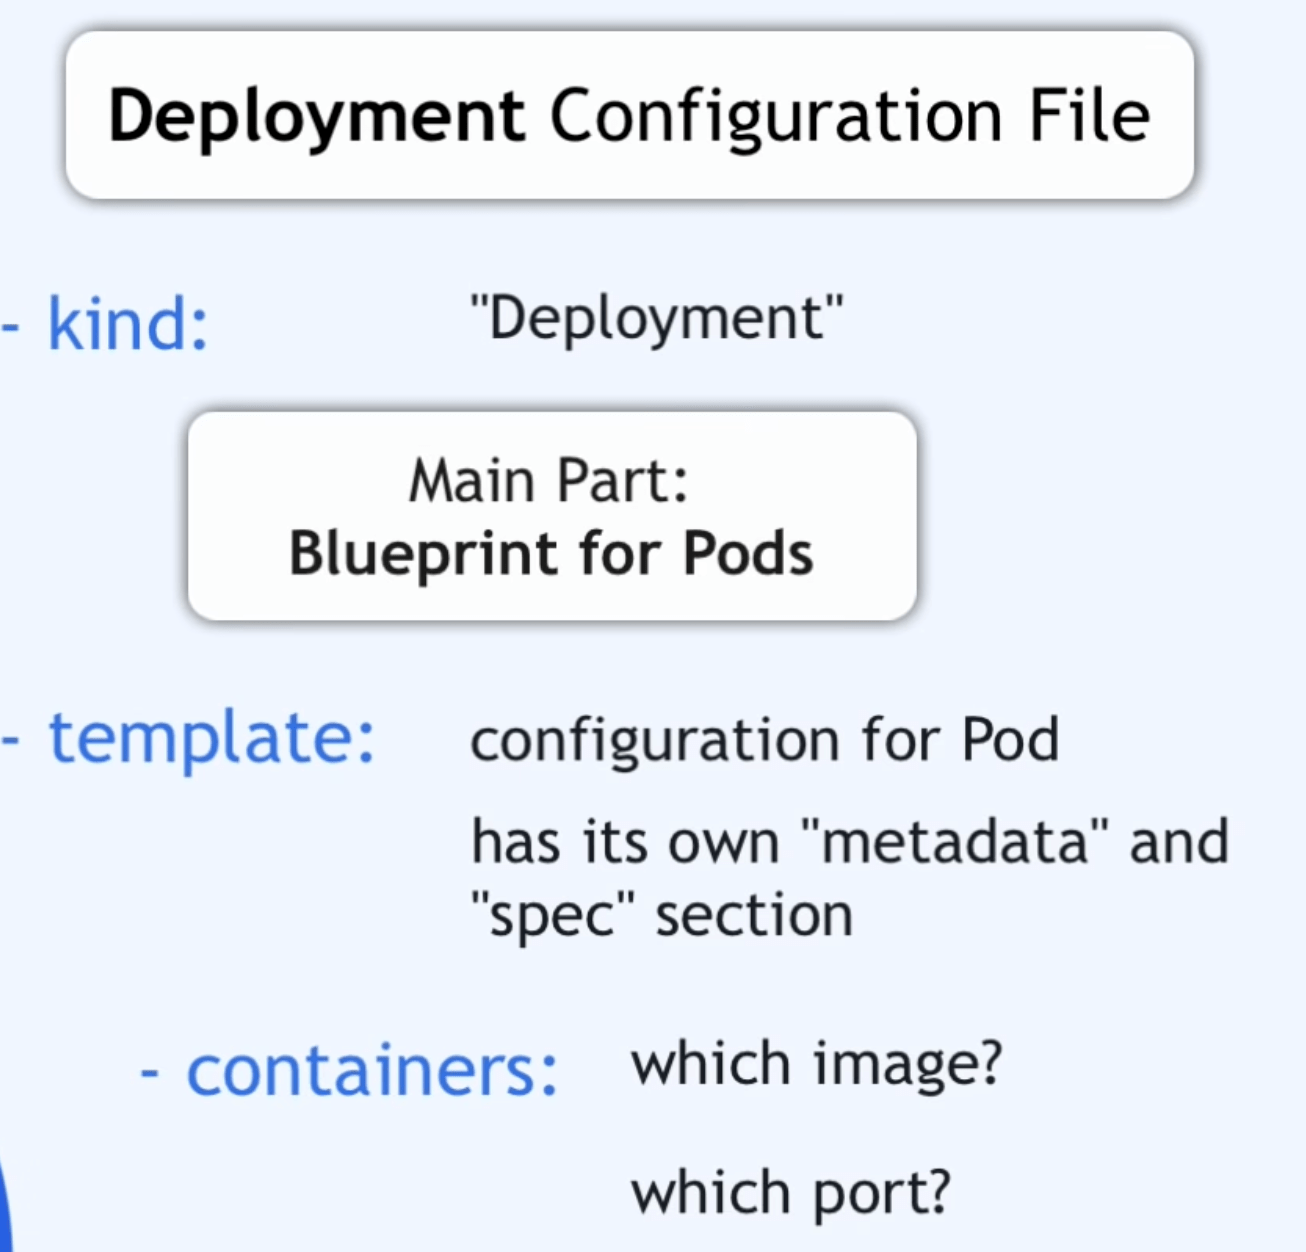 Deployment Configuration File
- kind: "Deployment"
Main Part:
Blueprint for Pods
- template: configuration for Pod
has its own "metadata" and
"spec" section
- containers: which image?
which port?